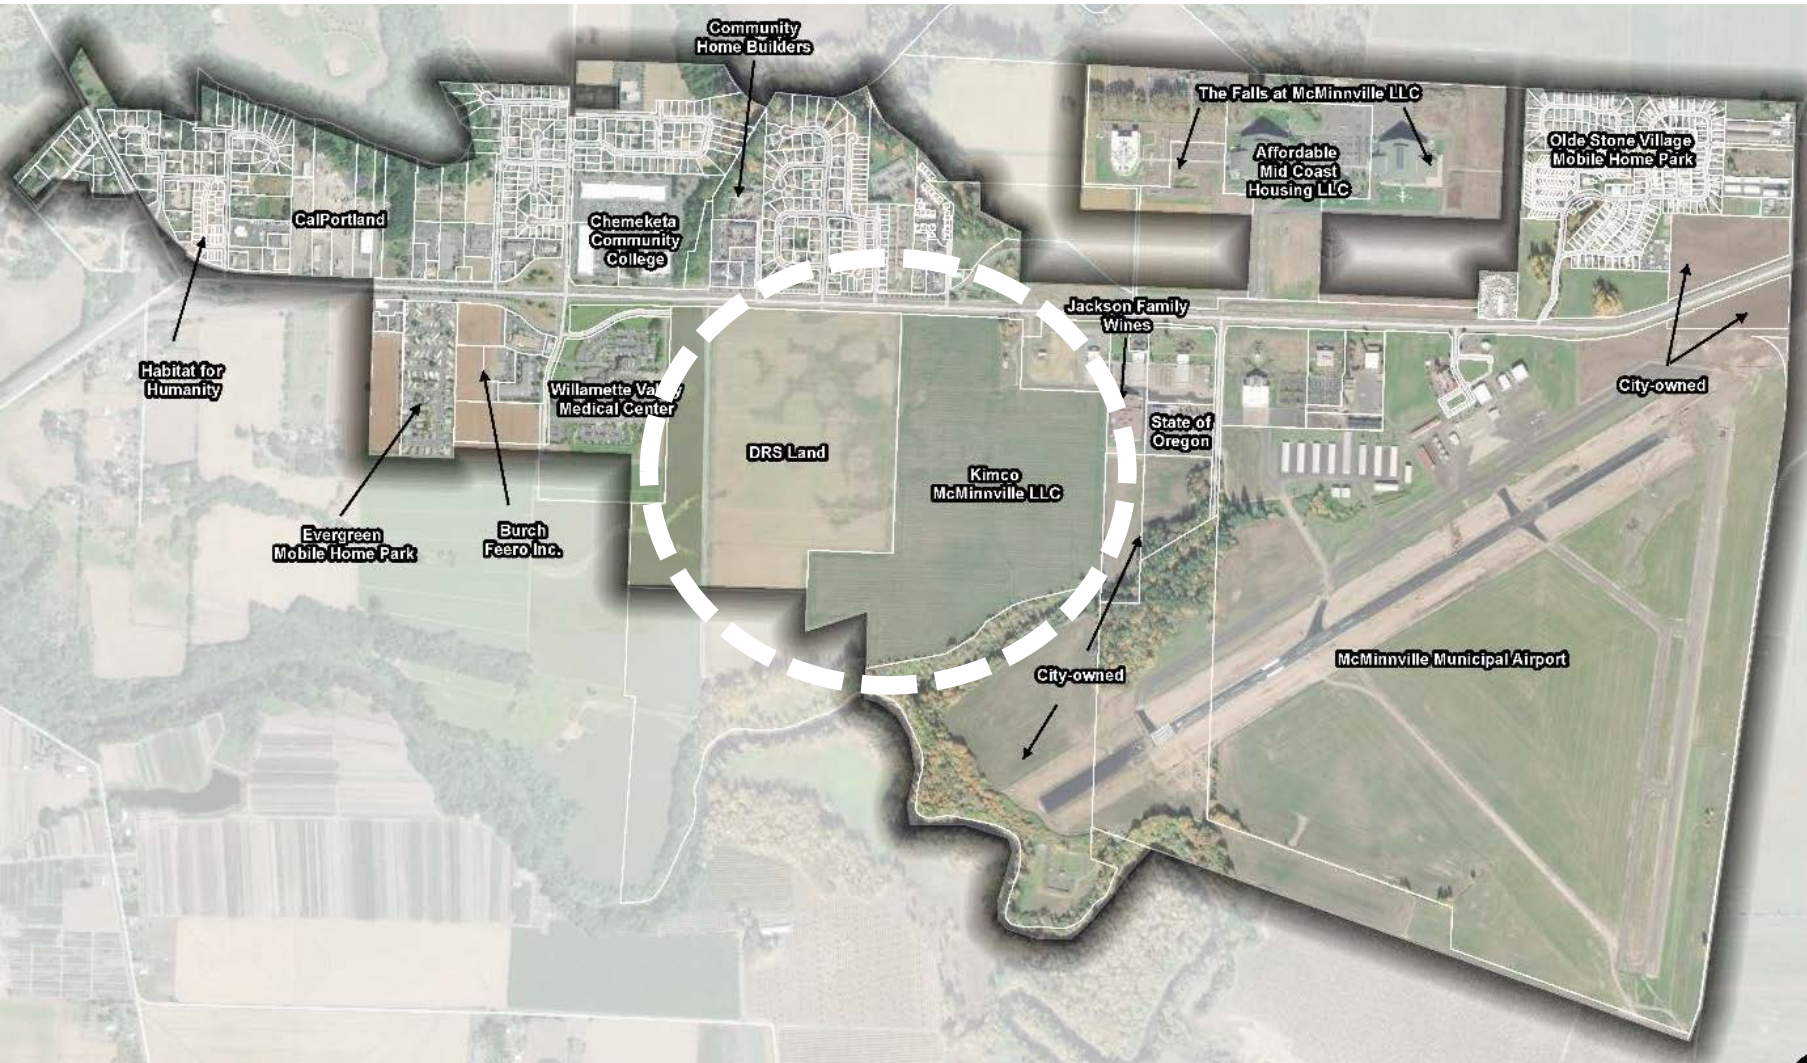 Community
Home Builders
The Falls at McMinnville LLC
Affordable
Mid Coast
Housing LLC
Olde Stone Village
Mobile Home Park
CalPortland
Chemeketa
Community
College
Jackson Family
Wines
Habitat for
Humanity
Willamette Valley
Medical Center
City-owned
State of
Oregon
DRS Land
Kimco
McMinnville LLC
Evergreen
Mobile Home Park
Burch
Feero Inc.
City-owned
McMinnville Municipal Airport